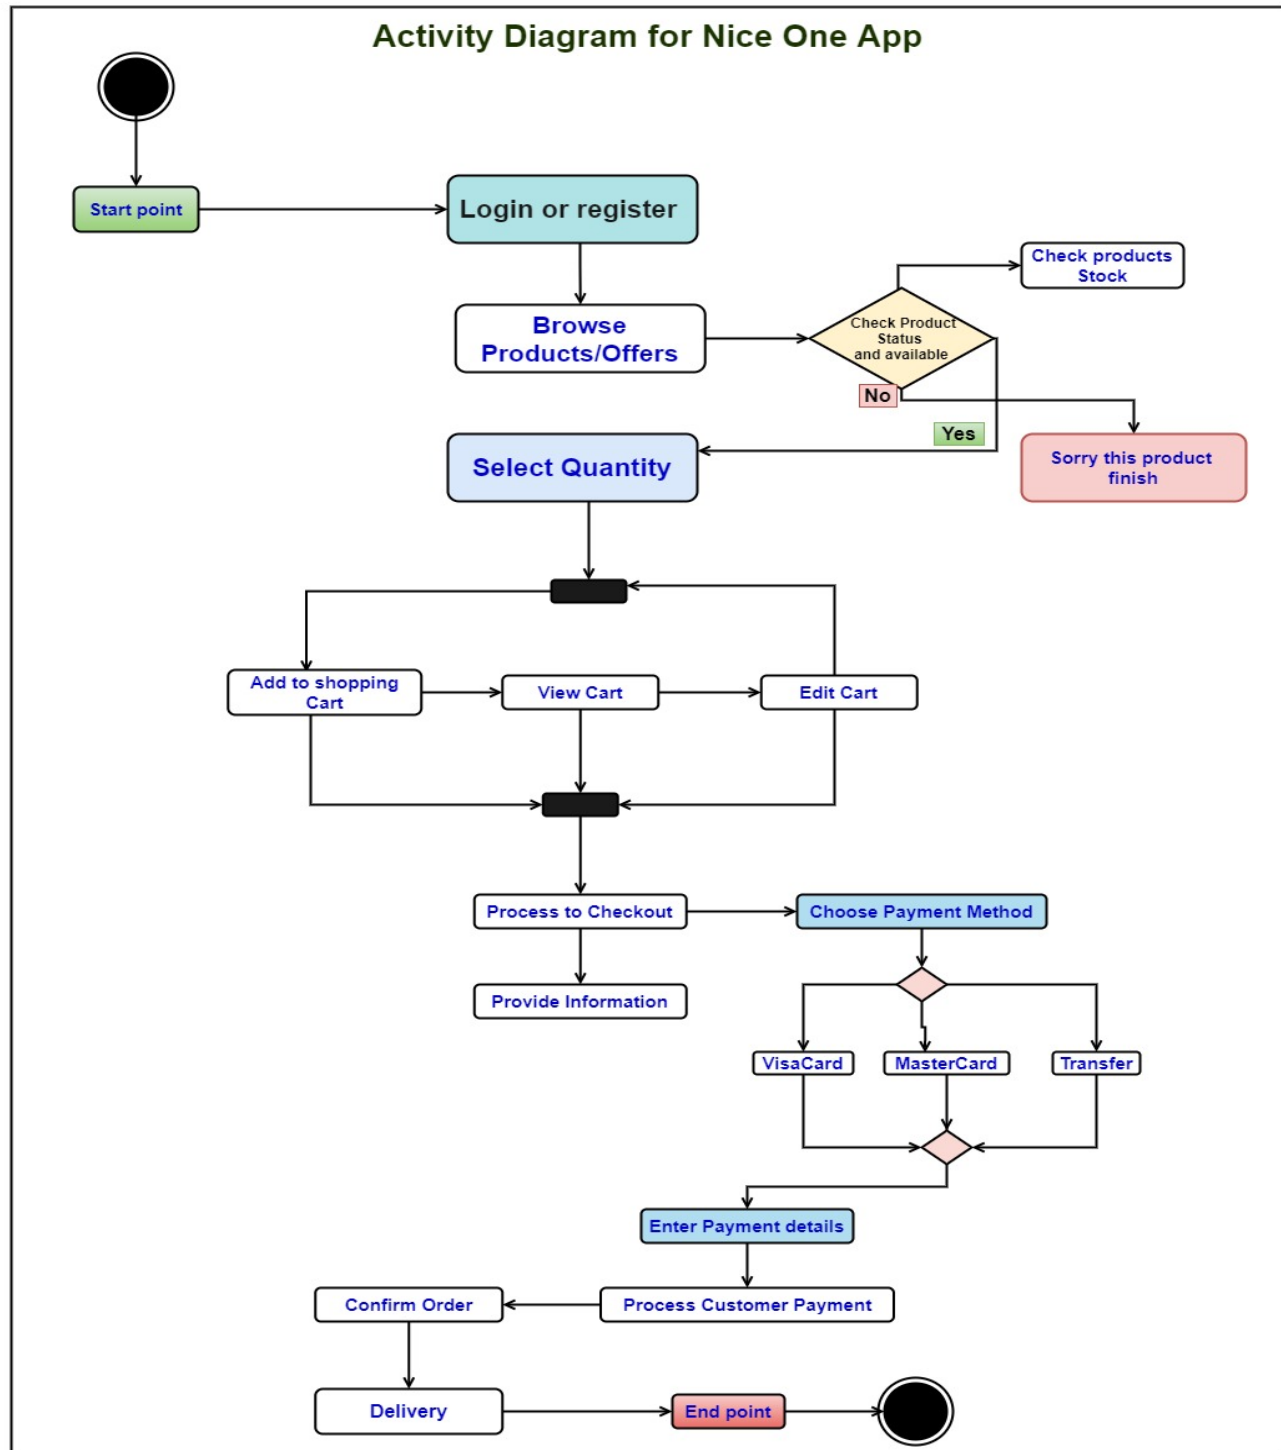 Activity Diagram for Nice One App
Start point
Login or register
Check products
Stock
Browse
Products/Offers
Check Product
Status
and available
No
Yes
Select Quantity
Sorry this product
finish
Add to shopping
Cart
View Cart
Edit Cart
Process to Checkout
Choose Payment Method
Provide Information
VisaCard
MasterCard
Transfer
Enter Payment details
Confirm Order
Process Customer Payment
Delivery
End point